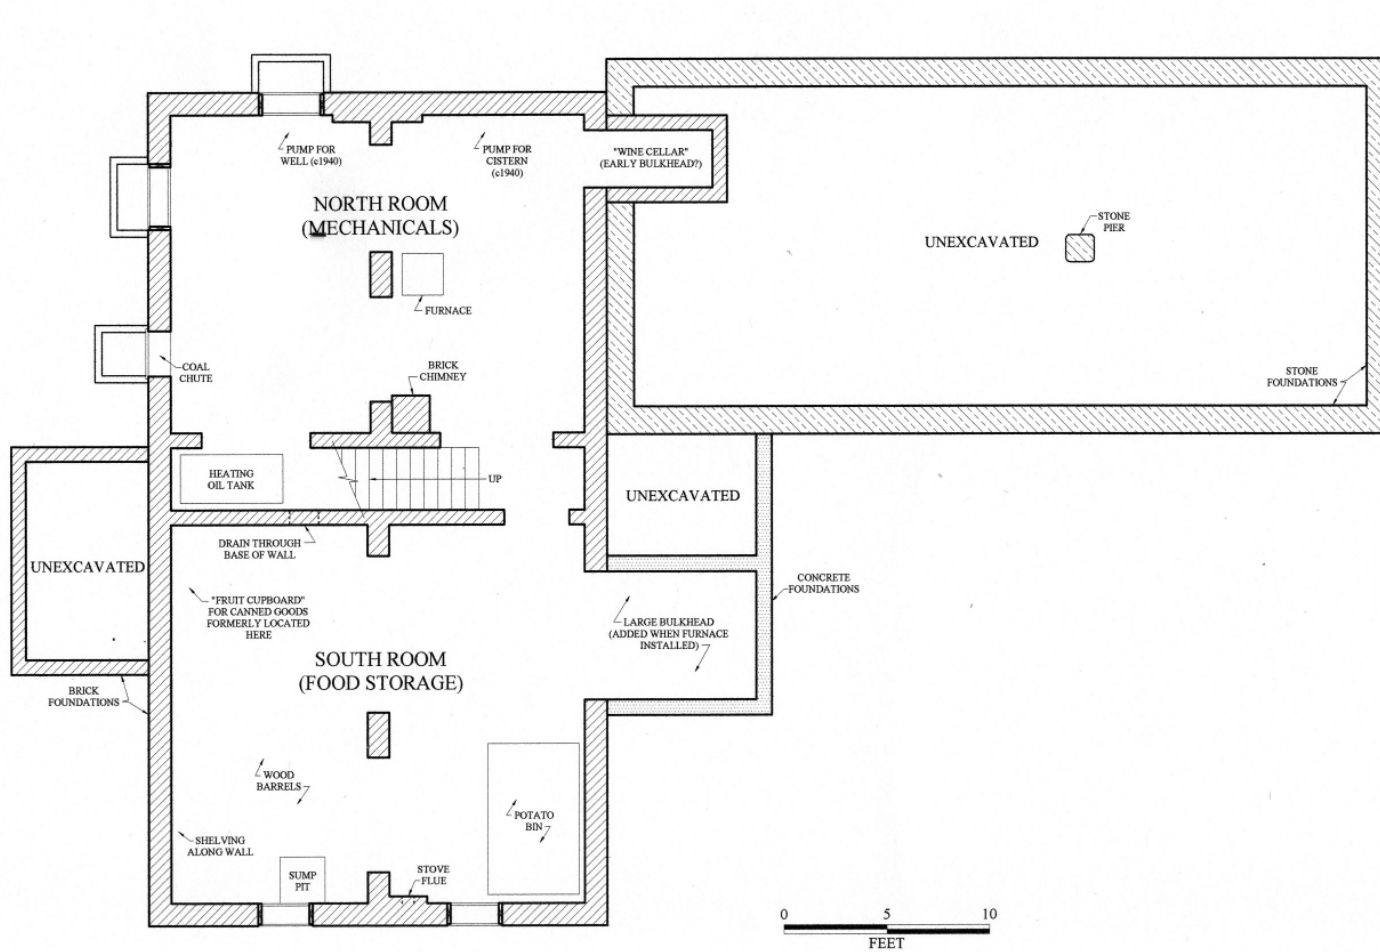 PUMP FOR
WELL (c1940)
PUMP FOR
CISTERN
(c1940)
"WINE CELLAR"
(EARLY BULKHEAD?)
NORTH ROOM
(MECHANICALS)
STONE
PIER
UNEXCAVATED
FURNACE
COAL
CHUTE
BRICK
CHIMNEY
STONE
FOUNDATIONS
HEATING
OIL TANK
UP
UNEXCAVATED
DRAIN THROUGH
BASE OF WALL
UNEXCAVATED
CONCRETE
FOUNDATIONS
"FRUIT CUPBOARD"
FOR CANNED GOODS
FORMERLY LOCATED
HERE
LARGE BULKHEAD
(ADDED WHEN FURNACE
INSTALLED)
SOUTH ROOM
(FOOD STORAGE)
BRICK
FOUNDATIONS
WOOD
BARRELS
POTATO
BIN
SHELVING
ALONG WALL
SUMP
PIT
STOVE
FLUE
0 5 10
FEET